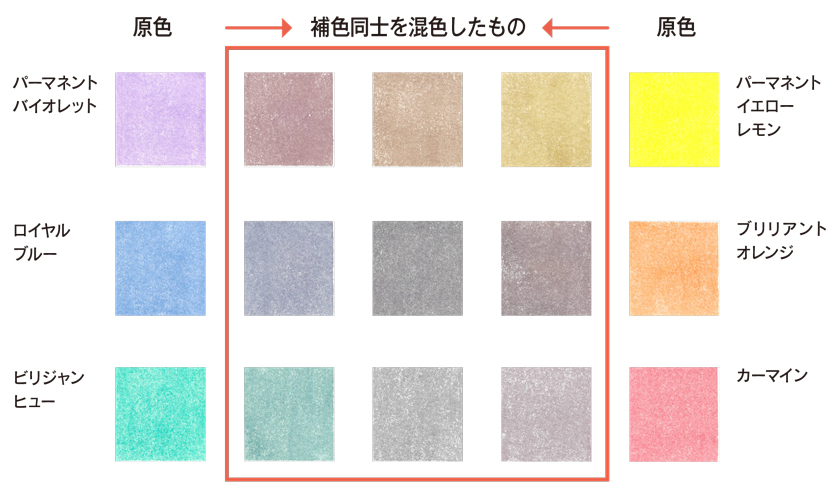 原色
補色同士を混色したもの
原色
パーマネント
バイオレット
パーマネント
イエロー
レモン
ロイヤル
ブルー
ブリリアント
オレンジ
ビリジャン
ヒュー
カーマイン